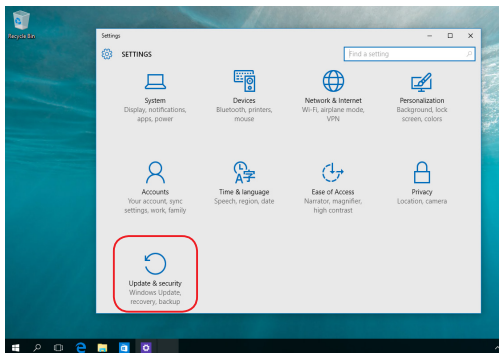 Recycle Bin
Settings
SETTINGS
Find a setting
System
Display, notifications,
apps, power
Devices
Bluetooth, printers,
mouse
Network & Internet
Wi-Fi, airplane mode,
VPN
Personalization
Background, lock
screen, colors
Accounts
Your account, sync
settings, work, family
Time & language
Speech, region, date
Ease of Access
Narrator, magnifier,
high contrast
Privacy
Location, camera
Update & security
Windows Update,
recovery, backup